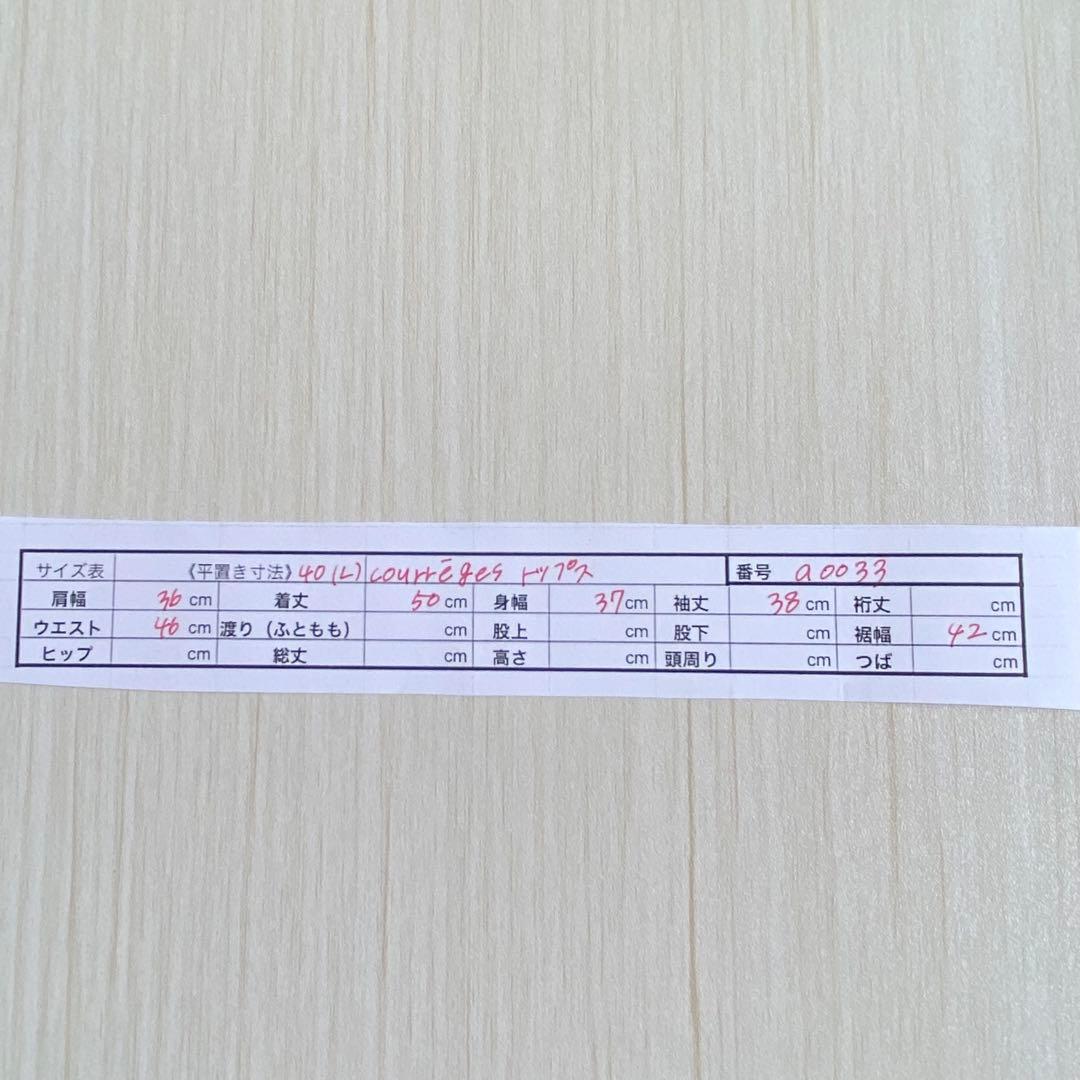 サイズ表 《平置き寸法》40(L) courrēges トップス 番号 a0033
肩幅 36 cm 着丈 50 cm 身幅 37 cm 袖丈 38 cm 裄丈 cm
ウエスト 46 cm 渡り（ふともも） cm 股上 cm 股下 cm 裾幅 42 cm
ヒップ cm 総丈 cm 高さ cm 頭周り cm つば cm